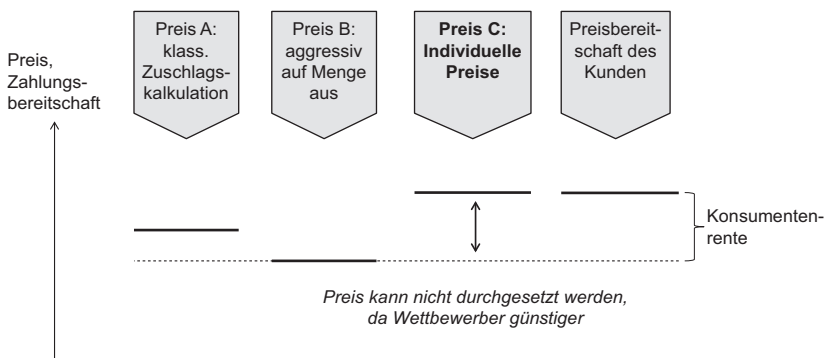 Preis A:
klass.
Zuschlags-
kalkulation
Preis B:
aggressiv
auf Menge
aus
Preis C:
Individuelle
Preise
Preisbereit-
schaft des
Kunden
Preis,
Zahlungs-
bereitschaft
Konsumenten-
rente
Preis kann nicht durchgesetzt werden,
da Wettbewerber günstiger